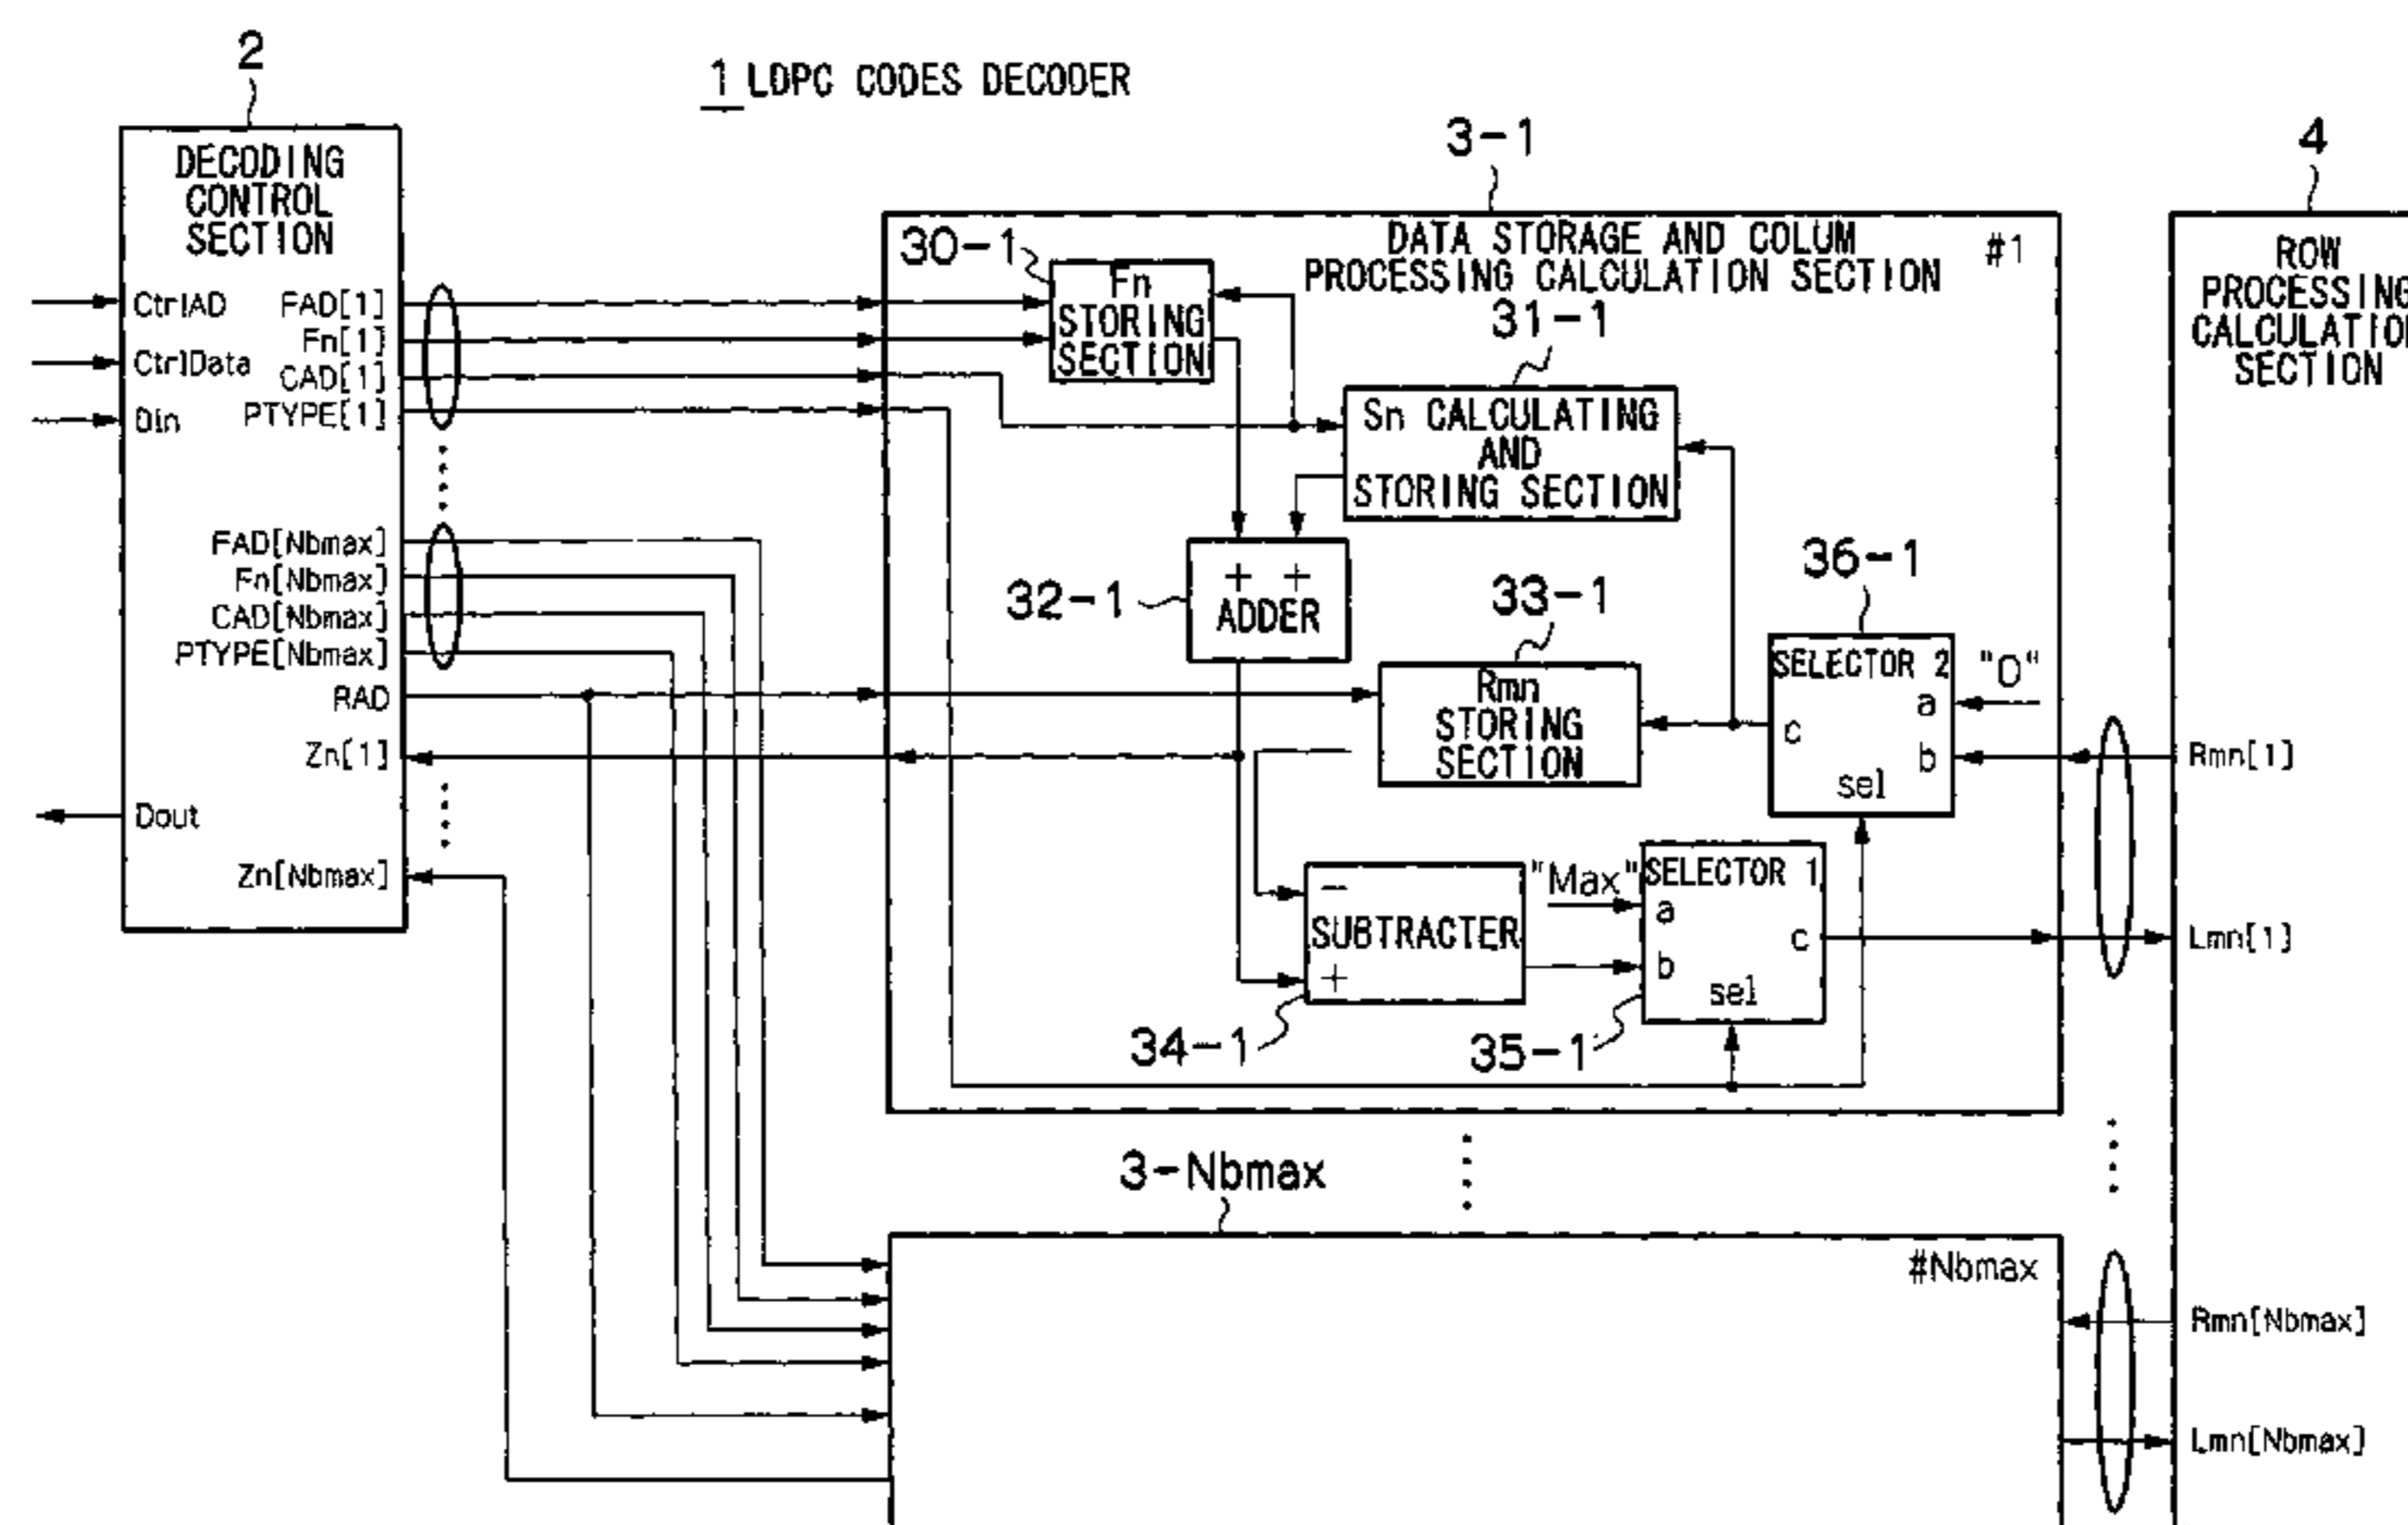 2
1 LDPC CODES DECODER
3-1
4
DECODING
CONTROL
SECTION
CtrlAD
CtrlData
Din
FAD[1]
Fn[1]
CAD[1]
PTYPE[1]
FAD[Nbmax]
Fn[Nbmax]
CAD[Nbmax]
PTYPE[Nbmax]
RAD
Zn[1]
Dout
Zn[Nbmax]
DATA STORAGE AND COLUM
PROCESSING CALCULATION SECTION
#1
30-1
Fn
STORING
SECTION
31-1
Sn CALCULATING
AND
STORING SECTION
32-1
+ +
ADDER
33-1
Rmn
STORING
SECTION
36-1
SELECTOR 2
"0"
a
b
c
sel
−
SUBTRACTER
+
34-1
"Max"
SELECTOR 1
a
b
c
sel
35-1
ROW
PROCESSING
SECTION
Rmn[1]
Lmn[1]
3-Nbmax
#Nbmax
Rmn[Nbmax]
Lmn[Nbmax]